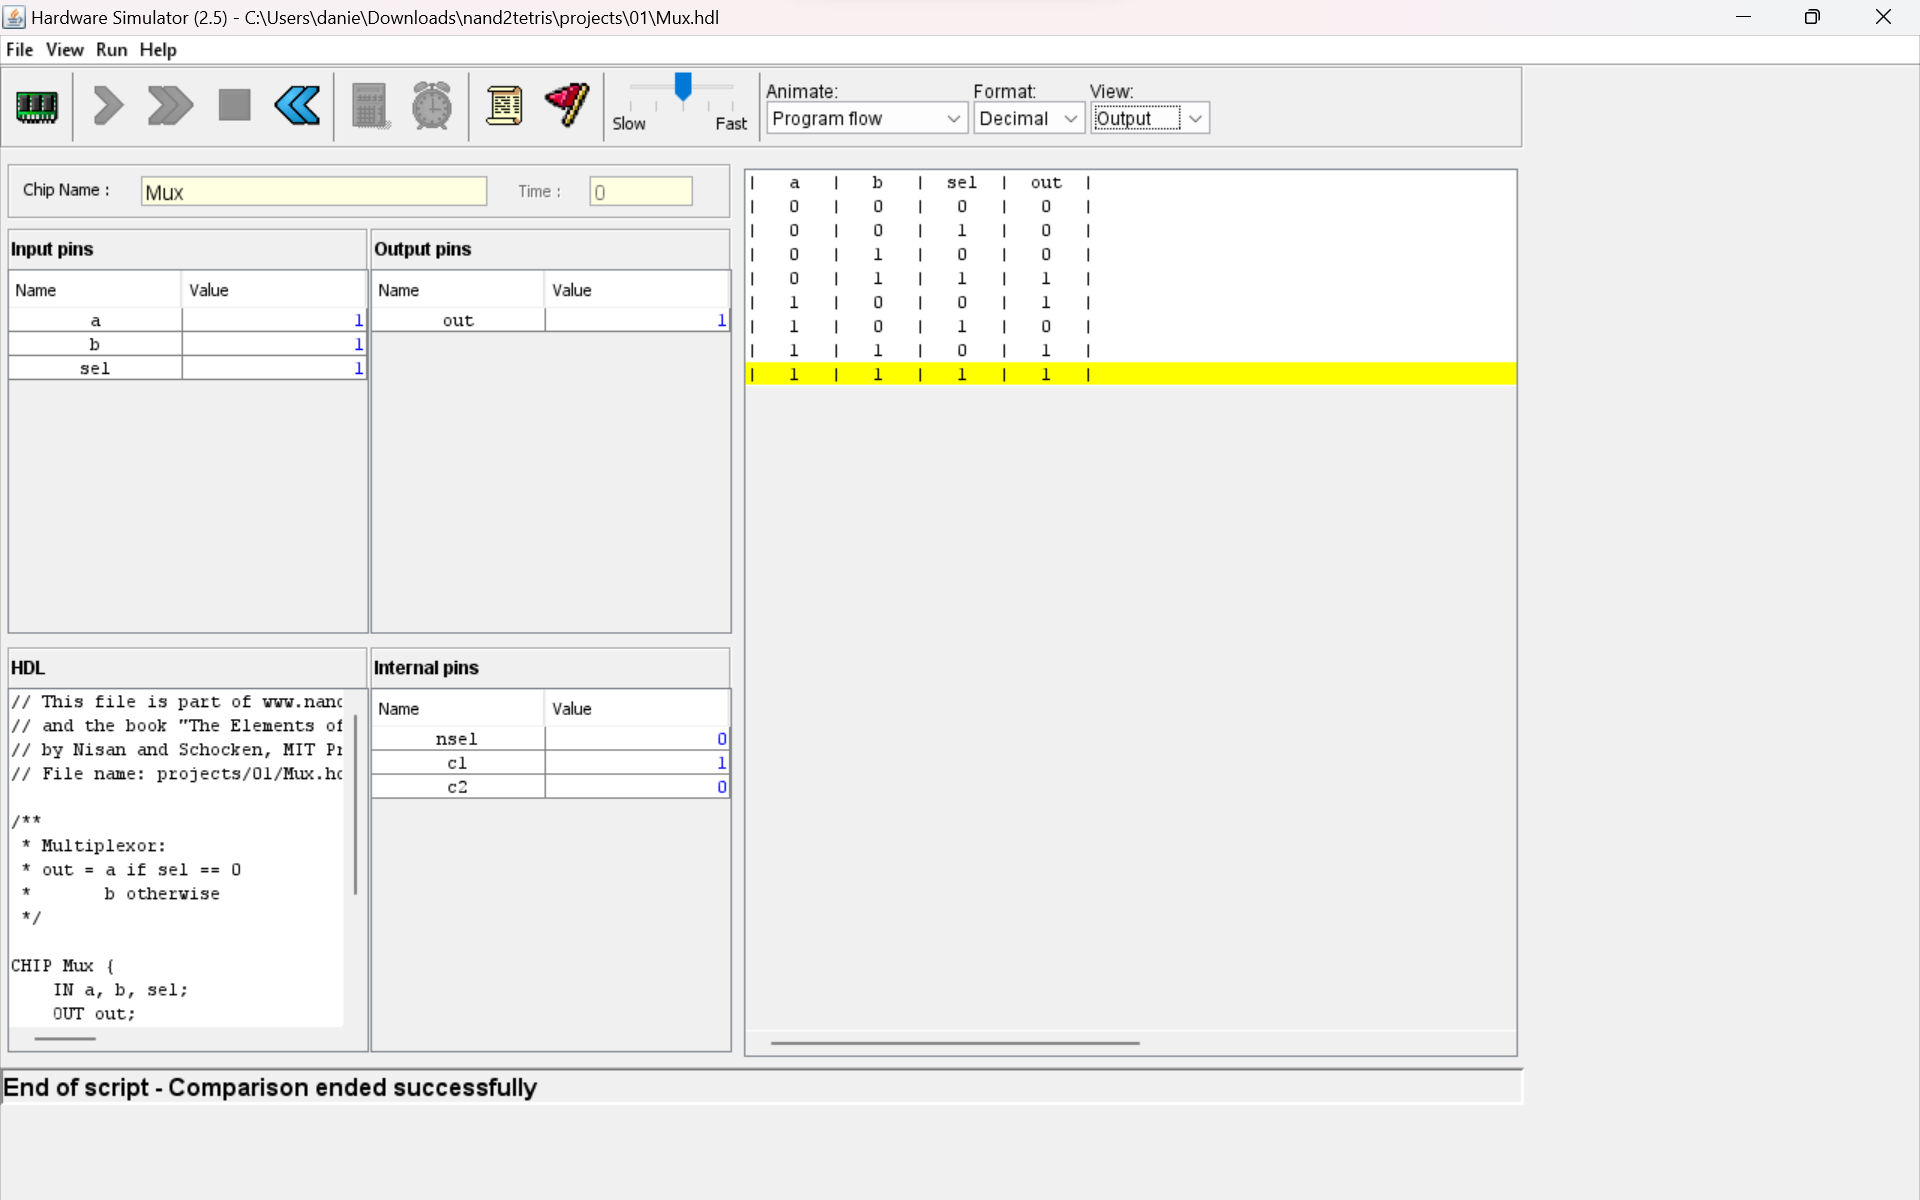 Hardware Simulator (2.5) - C:\Users\danie\Downloads\nand2tetris\projects\01\Mux.hdl
File View Run Help
Slow Fast
Animate: Format: View:
Program flow Decimal Output
Chip Name : Mux Time : 0
Input pins
Name Value
a 1
b 1
sel 1
Output pins
Name Value
out 1
HDL
// This file is part of www.nanc
// and the book "The Elements of
// by Nisan and Schocken, MIT Pr
// File name: projects/01/Mux.hd
/**
* Multiplexor:
* out = a if sel == 0
* b otherwise
*/
CHIP Mux {
IN a, b, sel;
OUT out;
Internal pins
Name Value
nsel 0
c1 1
c2 0
| a | b | sel | out |
| 0 | 0 | 0 | 0 |
| 0 | 0 | 1 | 0 |
| 0 | 1 | 0 | 0 |
| 0 | 1 | 1 | 1 |
| 1 | 0 | 0 | 1 |
| 1 | 0 | 1 | 0 |
| 1 | 1 | 0 | 1 |
| 1 | 1 | 1 | 1 |
End of script - Comparison ended successfully